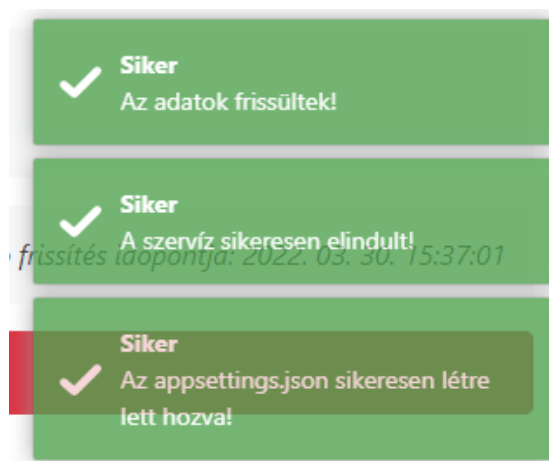 Siker
Az adatok frissültek!
Siker
A szervíz sikeresen elindult!
frissítés időpontja: 2022. 03. 30. 15:37:01
Siker
Az appsettings.json sikeresen létre
lett hozva!